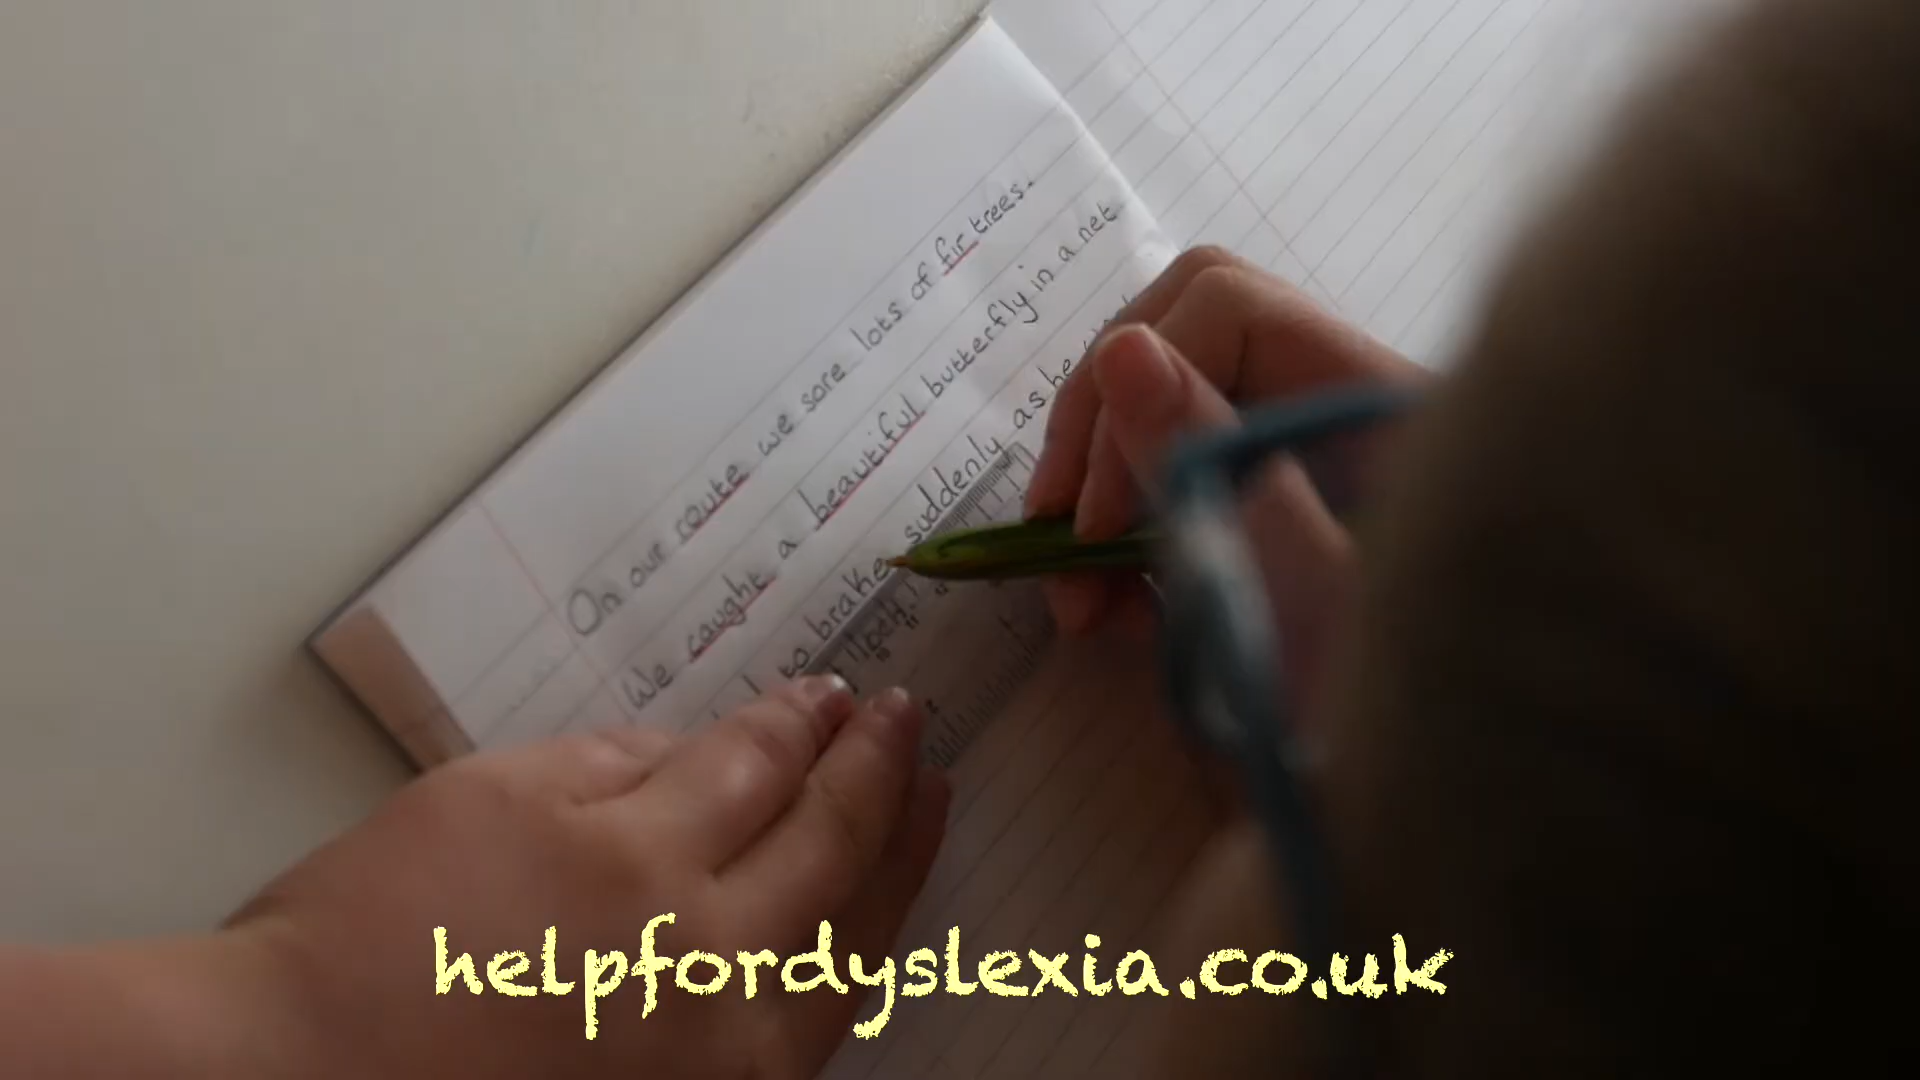 On our route we sore lots of fir trees.
We caught a beautiful butterfly in a net
to brake suddenly as he
helpfordyslexia.co.uk